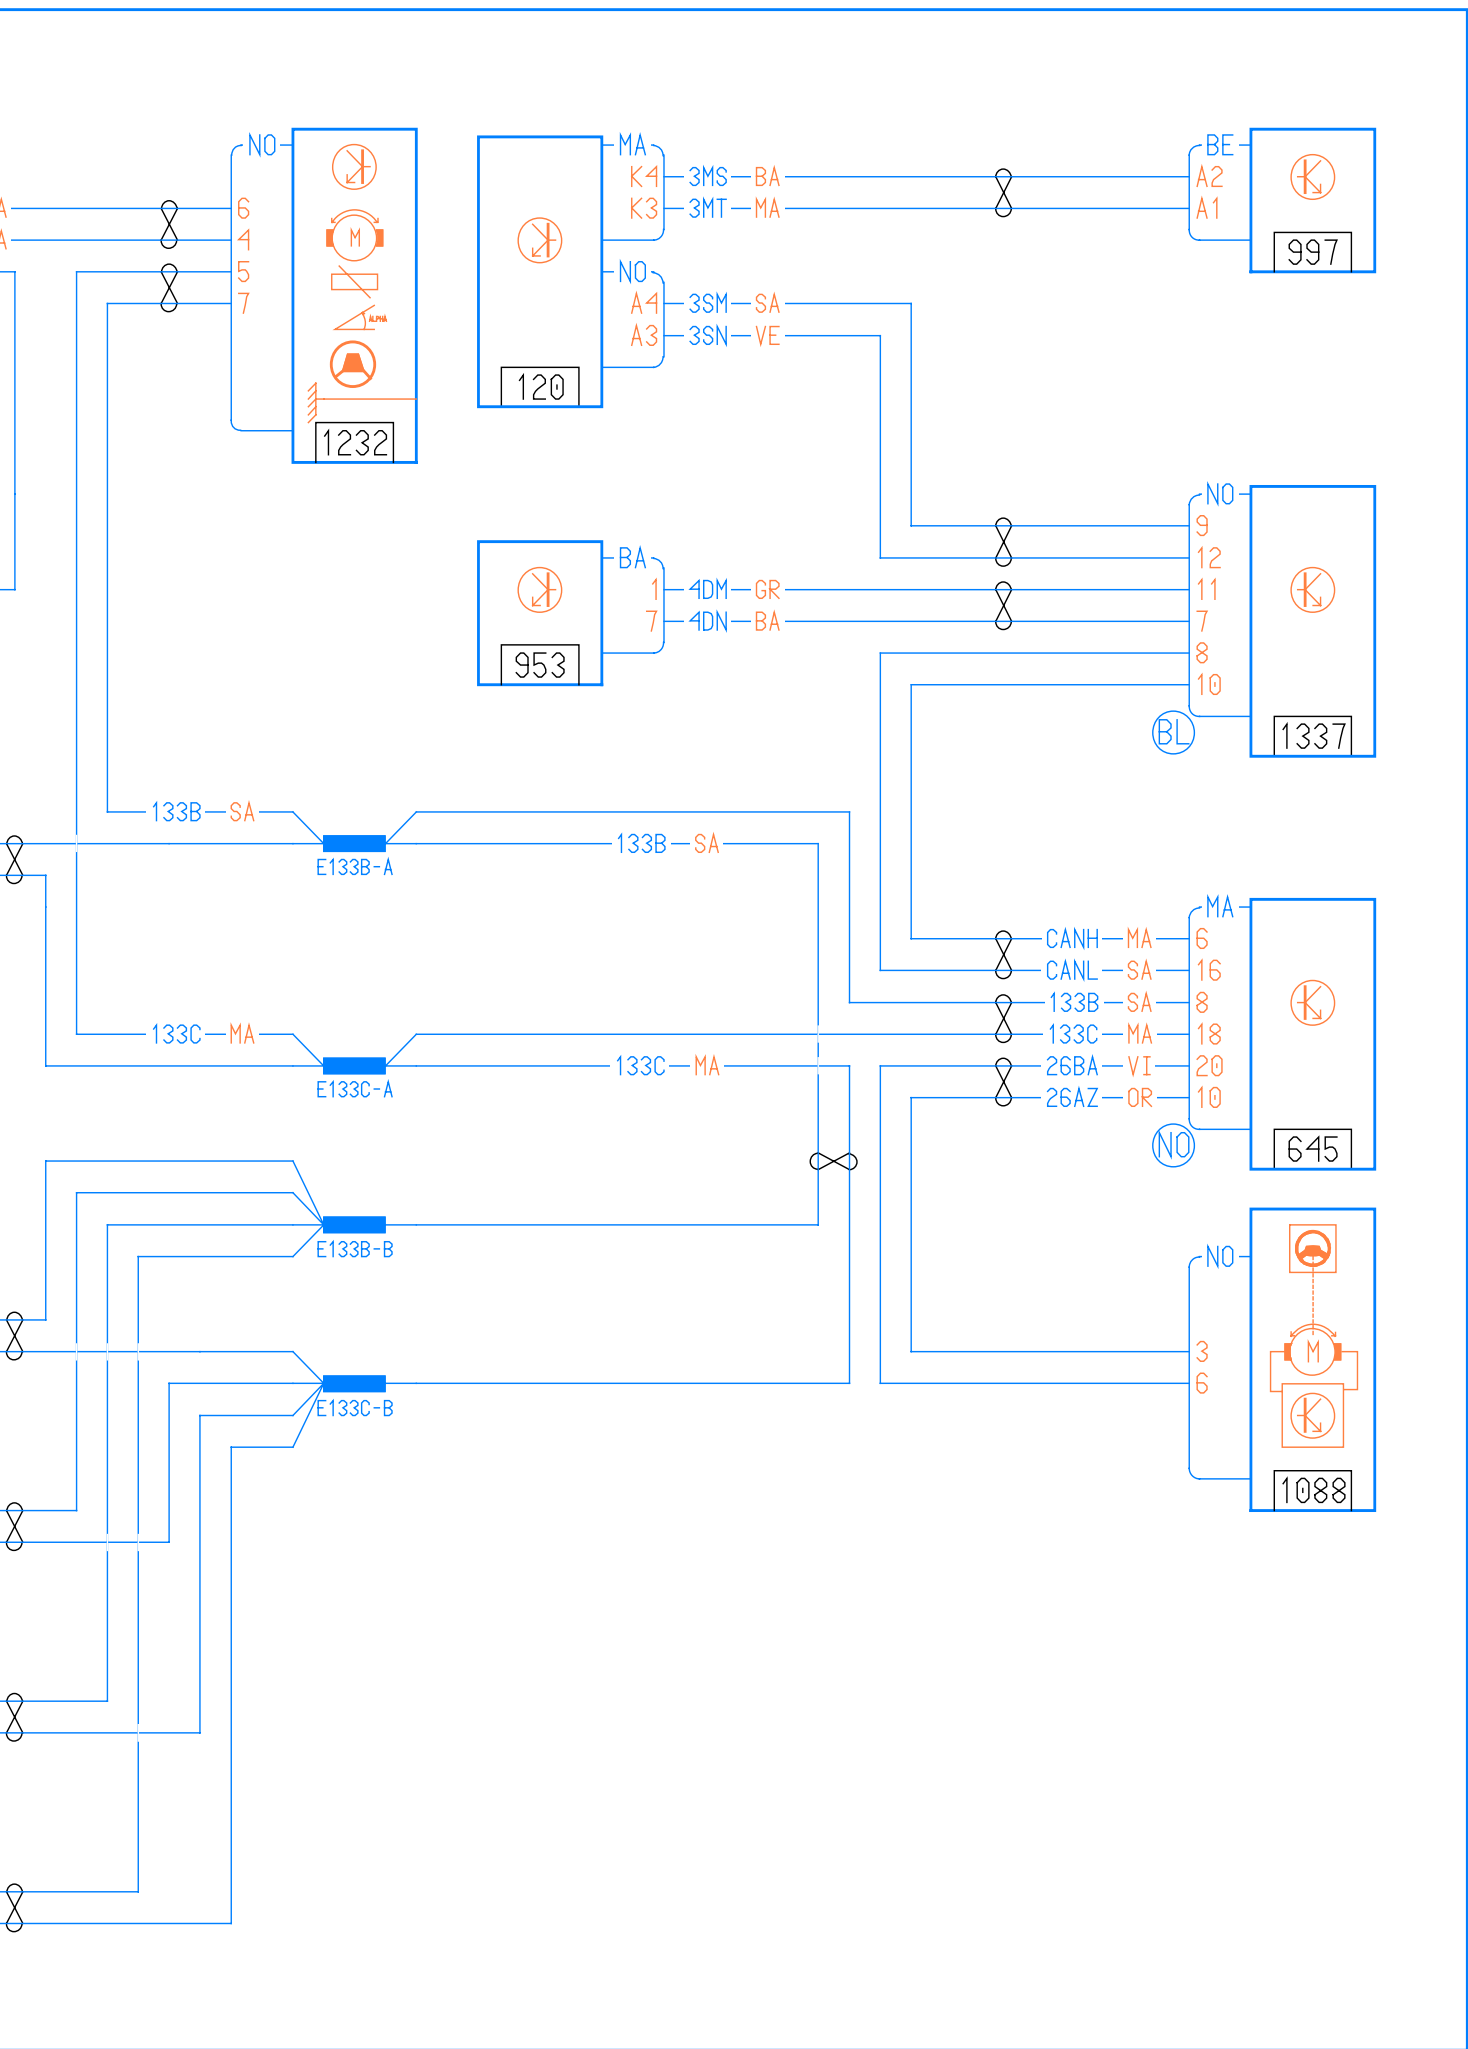 A
A
NO
6
4
5
7
ALPHA
1232
MA
K4 3MS BA
K3 3MT MA
NO
A4 3SM SA
A3 3SN VE
120
BE
A2
A1
997
BA
1 4DM GR
7 4DN BA
953
NO
9
12
11
7
8
10
BL
1337
133B SA
E133B-A
133B SA
133C MA
E133C-A
133C MA
MA
CANH MA 6
CANL SA 16
133B SA 8
133C MA 18
26BA VI 20
26AZ OR 10
NO
645
E133B-B
E133C-B
NO
3
6
M
1088
M